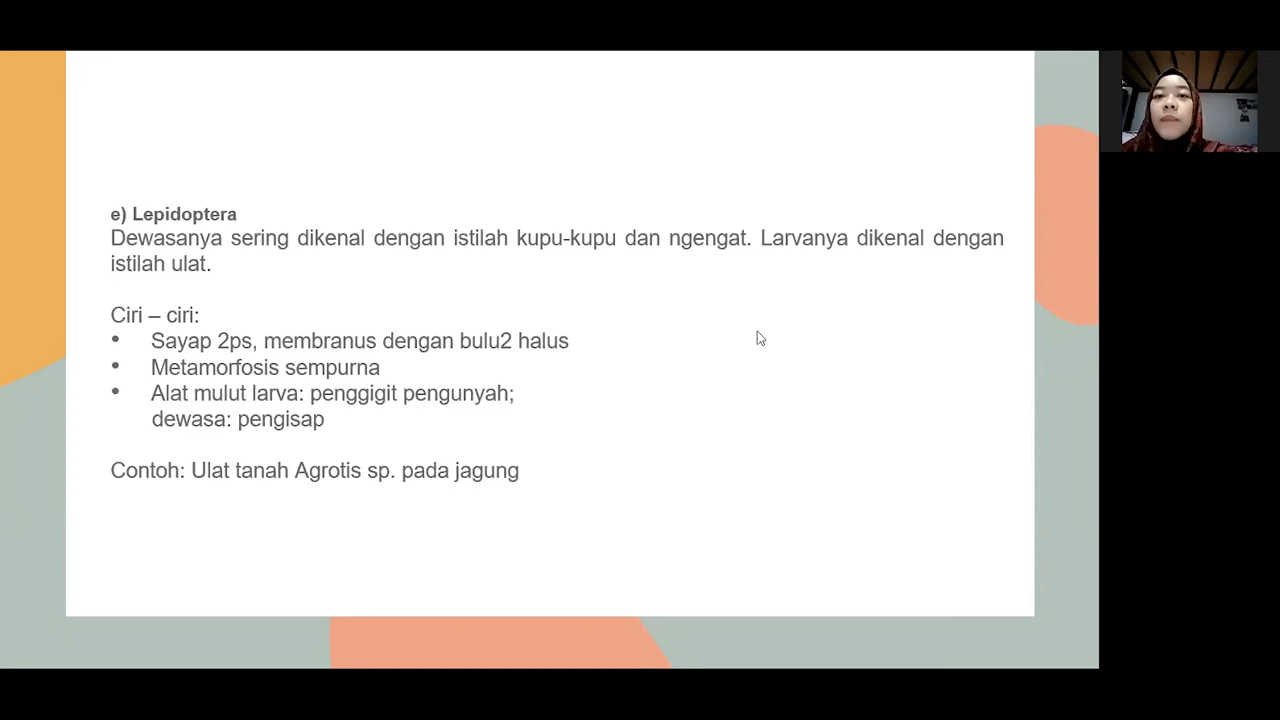 e) Lepidoptera
Dewasanya sering dikenal dengan istilah kupu-kupu dan ngengat. Larvanya dikenal dengan
istilah ulat.
Ciri – ciri:
• Sayap 2ps, membranus dengan bulu2 halus
• Metamorfosis sempurna
• Alat mulut larva: penggigit pengunyah;
dewasa: pengisap
Contoh: Ulat tanah Agrotis sp. pada jagung